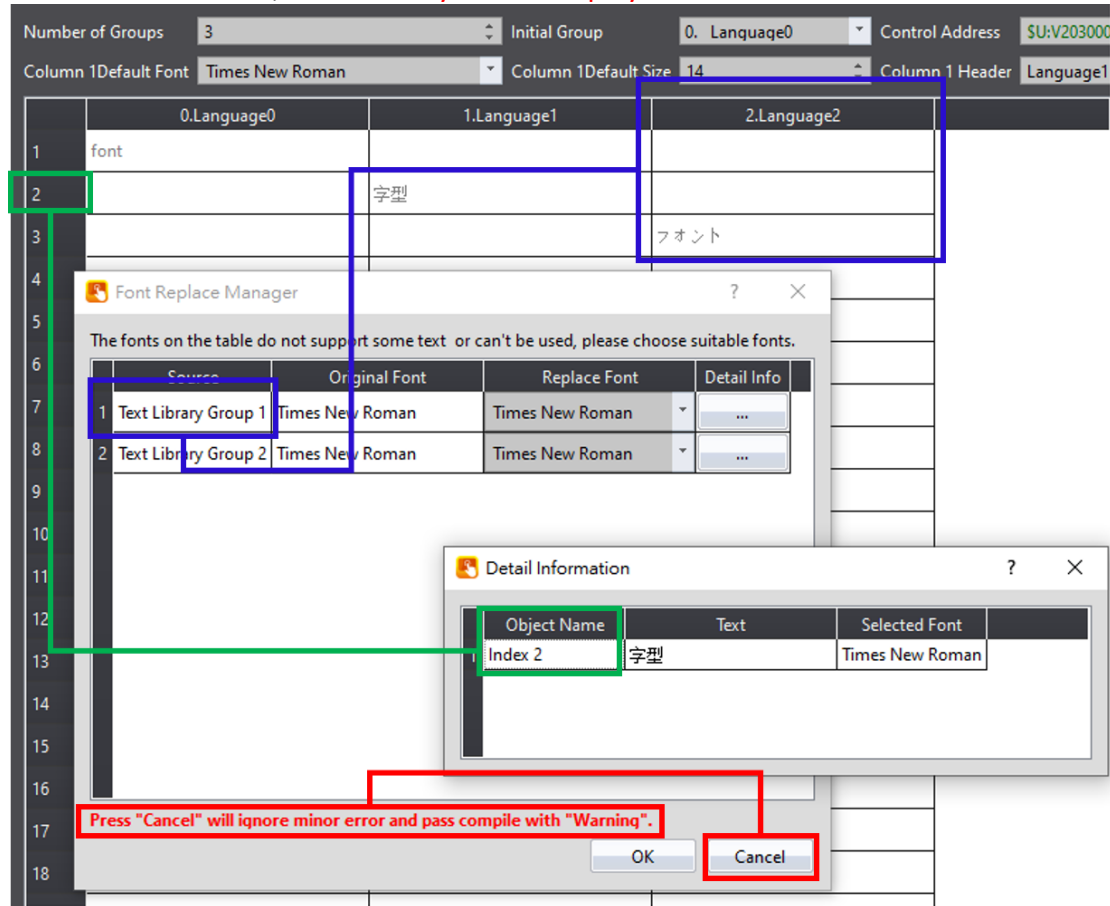 Number of Groups 3 Initial Group 0. Language0 Control Address $U:V203000
Column 1Default Font Times New Roman Column 1Default Size 14 Column 1 Header Language1
0.Language0 1.Language1 2.Language2
1 font
2 字型
3 フォント
4
Font Replace Manager ? ×
5
The fonts on the table do not support some text or can't be used, please choose suitable fonts.
6
Source Original Font Replace Font Detail Info
7
1 Text Library Group 1 Times New Roman Times New Roman ...
8
2 Text Library Group 2 Times New Roman Times New Roman ...
9
10
11
Detail Information ? ×
12
Object Name Text Selected Font
13
1 Index 2 字型 Times New Roman
14
15
16
17
Press "Cancel" will ignore minor error and pass compile with "Warning".
OK Cancel
18